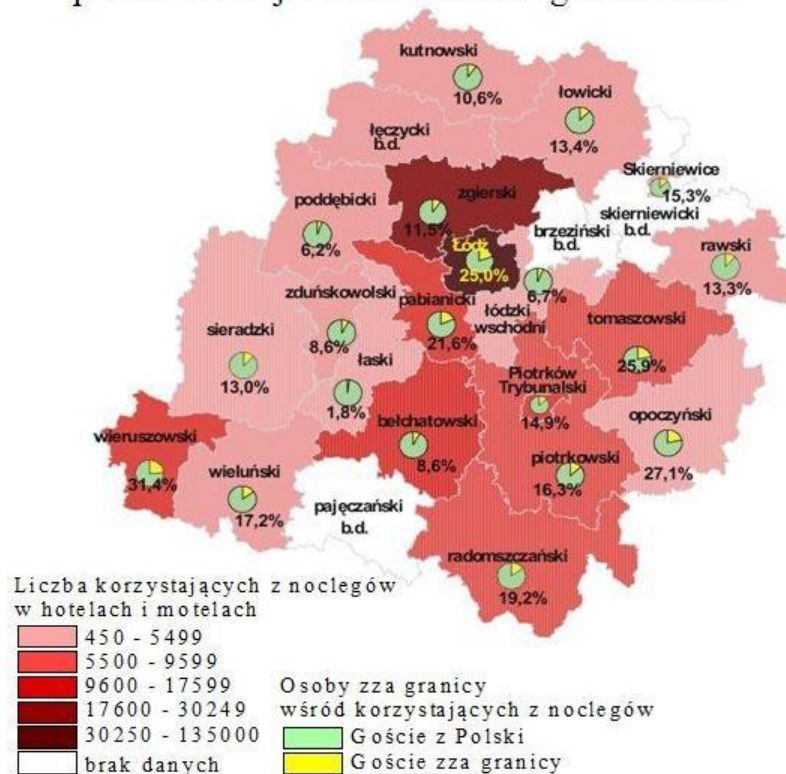 kutnowski
10,6%
łowicki
13,4%
łęczycki
b.d.
Skierniewice
15,3%
zgierski
11,5%
poddębicki
6,2%
skierniewicki
b.d.
brzeziński
b.d.
Łódź
25,0%
rawski
13,3%
6,7%
zduńskowolski
8,6%
pabianicki
21,6%
łódzki
wschodni
tomaszowski
25,9%
sieradzki
13,0%
łaski
1,8%
Piotrków
Trybunalski
14,9%
opoczyński
27,1%
bełchatowski
8,6%
wieruszowski
31,4%
wieluński
17,2%
piotrkowski
16,3%
pajęczański
b.d.
radomszczański
19,2%
Liczba korzystających z noclegów
w hotelach i motelach
450 - 5499
5500 - 9599
9600 - 17599
17600 - 30249
30250 - 135000
brak danych
Osoby zza granicy
wśród korzystających z noclegów
Goście z Polski
Goście zza granicy